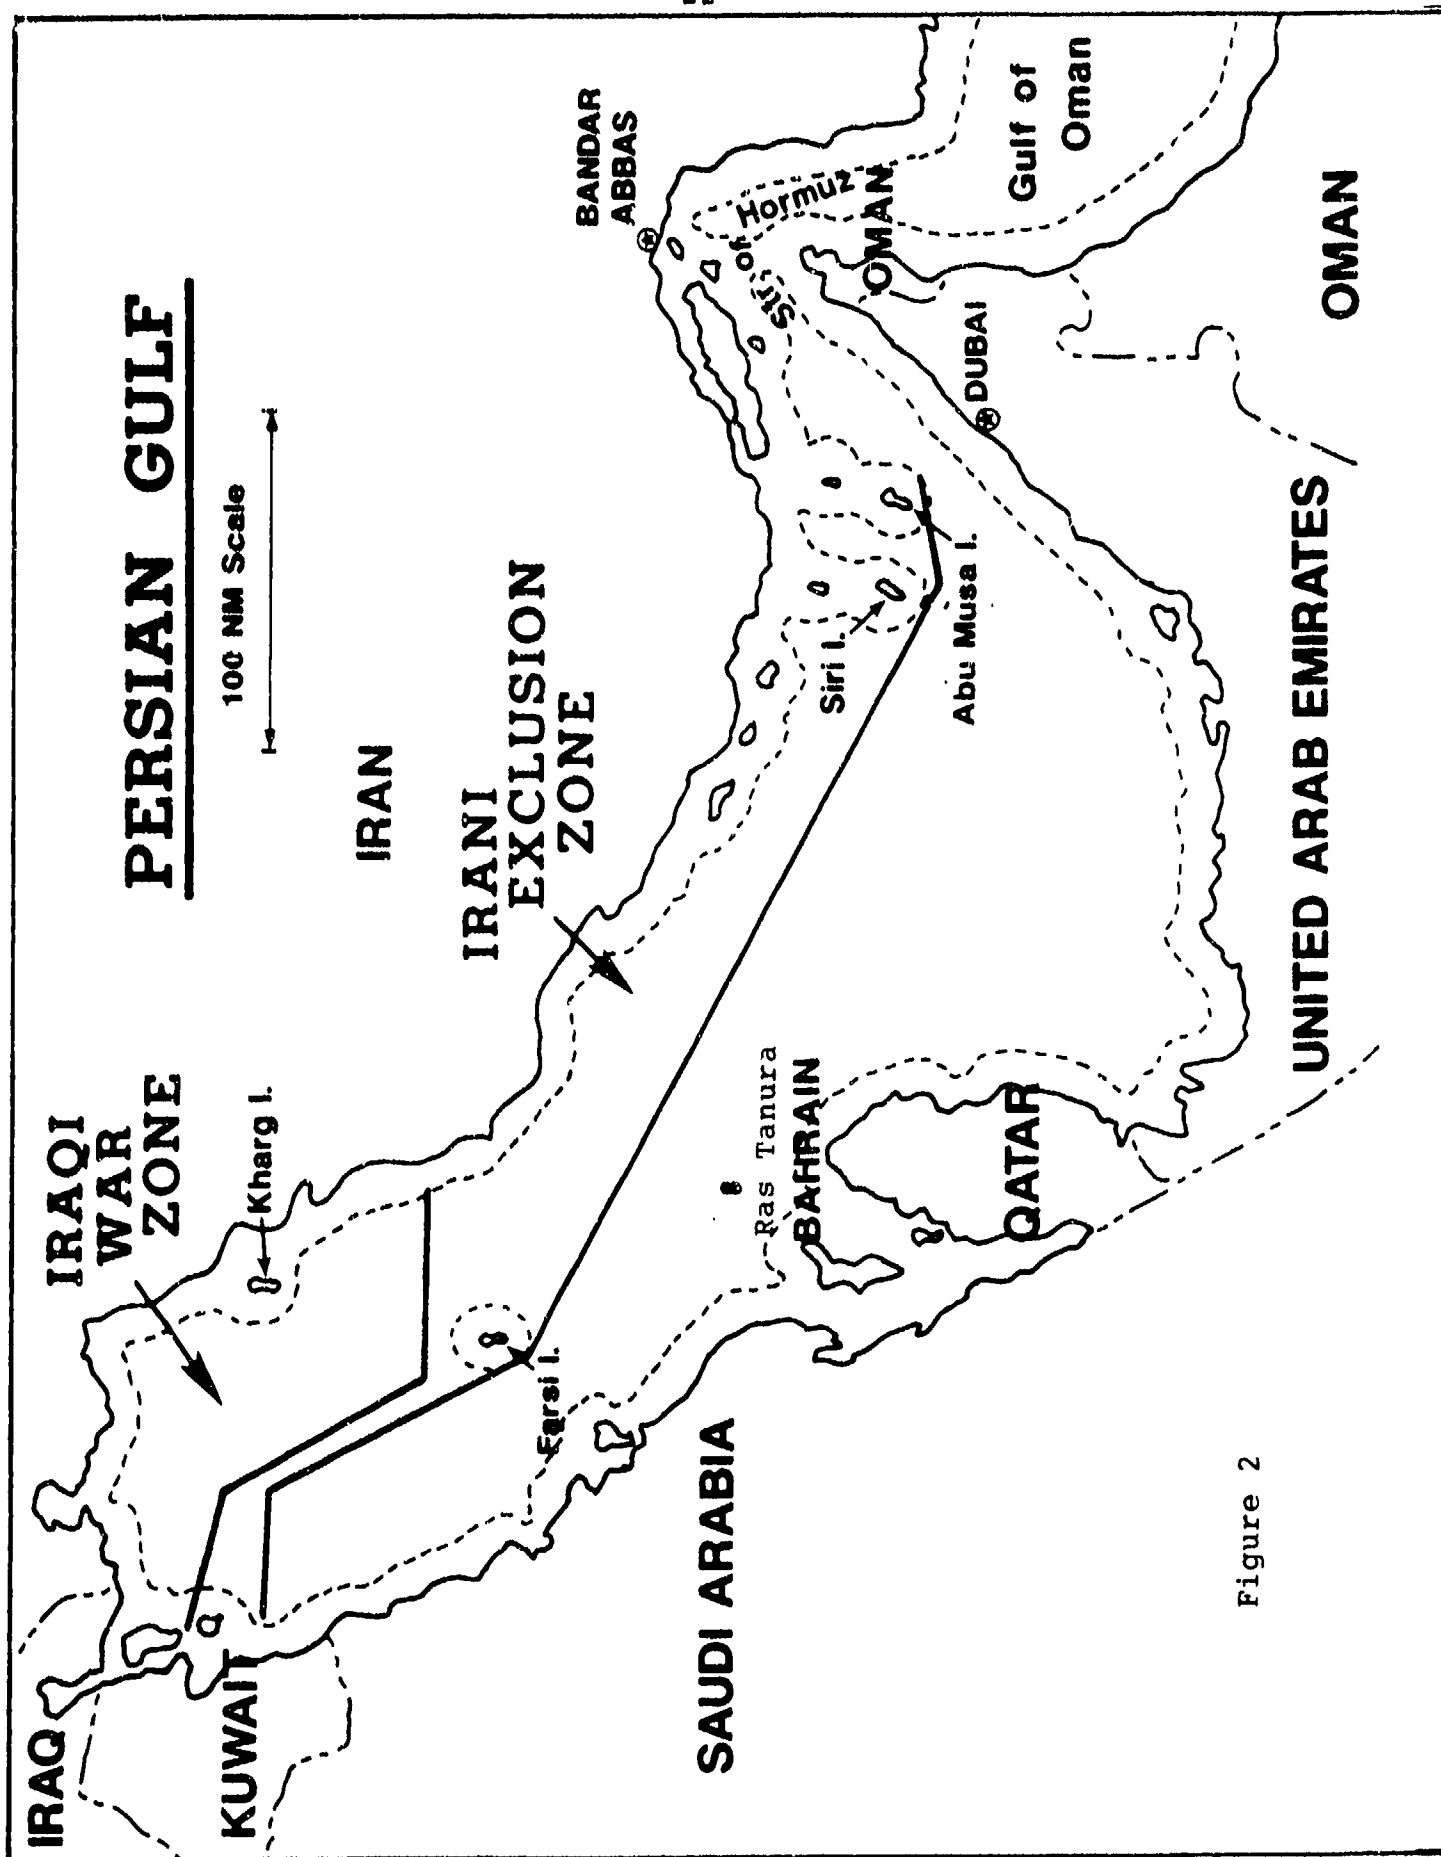 PERSIAN GULF
100 NM Scale
IRAQI
WAR
ZONE
IRAN
IRANI
EXCLUSION
ZONE
BANDAR
ABBAS
Kharg I.
IRAQ
KUWAIT
Farsi I.
Str. of Hormuz
OMAN
Gulf of
Oman
Siri I.
Abu Musa I.
DUBAI
Ras Tanura
BAHRAIN
QATAR
SAUDI ARABIA
UNITED ARAB EMIRATES
OMAN
Figure 2